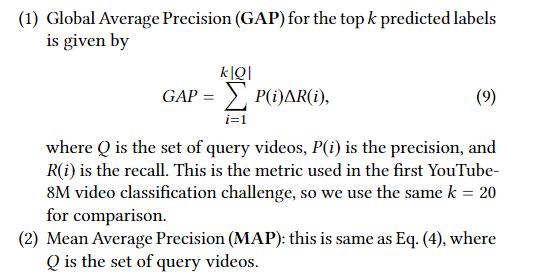 (1) Global Average Precision (GAP) for the top k predicted labels
is given by
GAP = \sum_{i=1}^{k|Q|} P(i)ΔR(i), (9)
where Q is the set of query videos, P(i) is the precision, and
R(i) is the recall. This is the metric used in the first YouTube-
8M video classification challenge, so we use the same k = 20
for comparison.
(2) Mean Average Precision (MAP): this is same as Eq. (4), where
Q is the set of query videos.